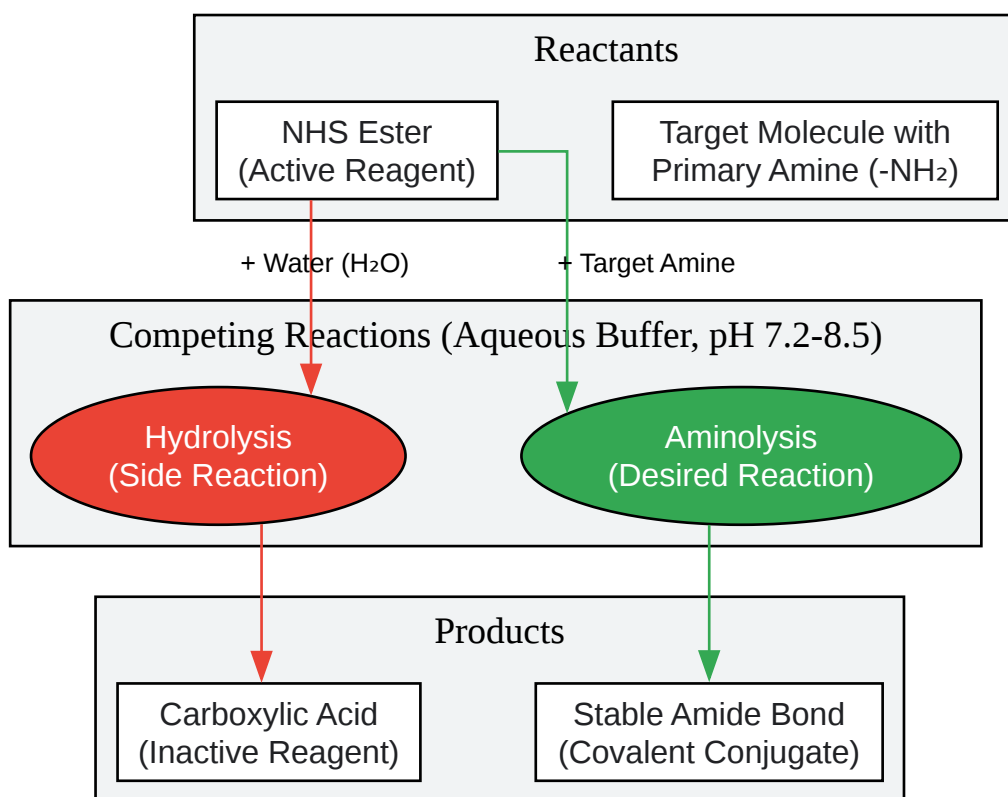 Reactants
NHS Ester
(Active Reagent)
Target Molecule with
Primary Amine (-NH₂)
+ Water (H₂O)
+ Target Amine
Competing Reactions (Aqueous Buffer, pH 7.2-8.5)
Hydrolysis
(Side Reaction)
Aminolysis
(Desired Reaction)
Products
Carboxylic Acid
(Inactive Reagent)
Stable Amide Bond
(Covalent Conjugate)